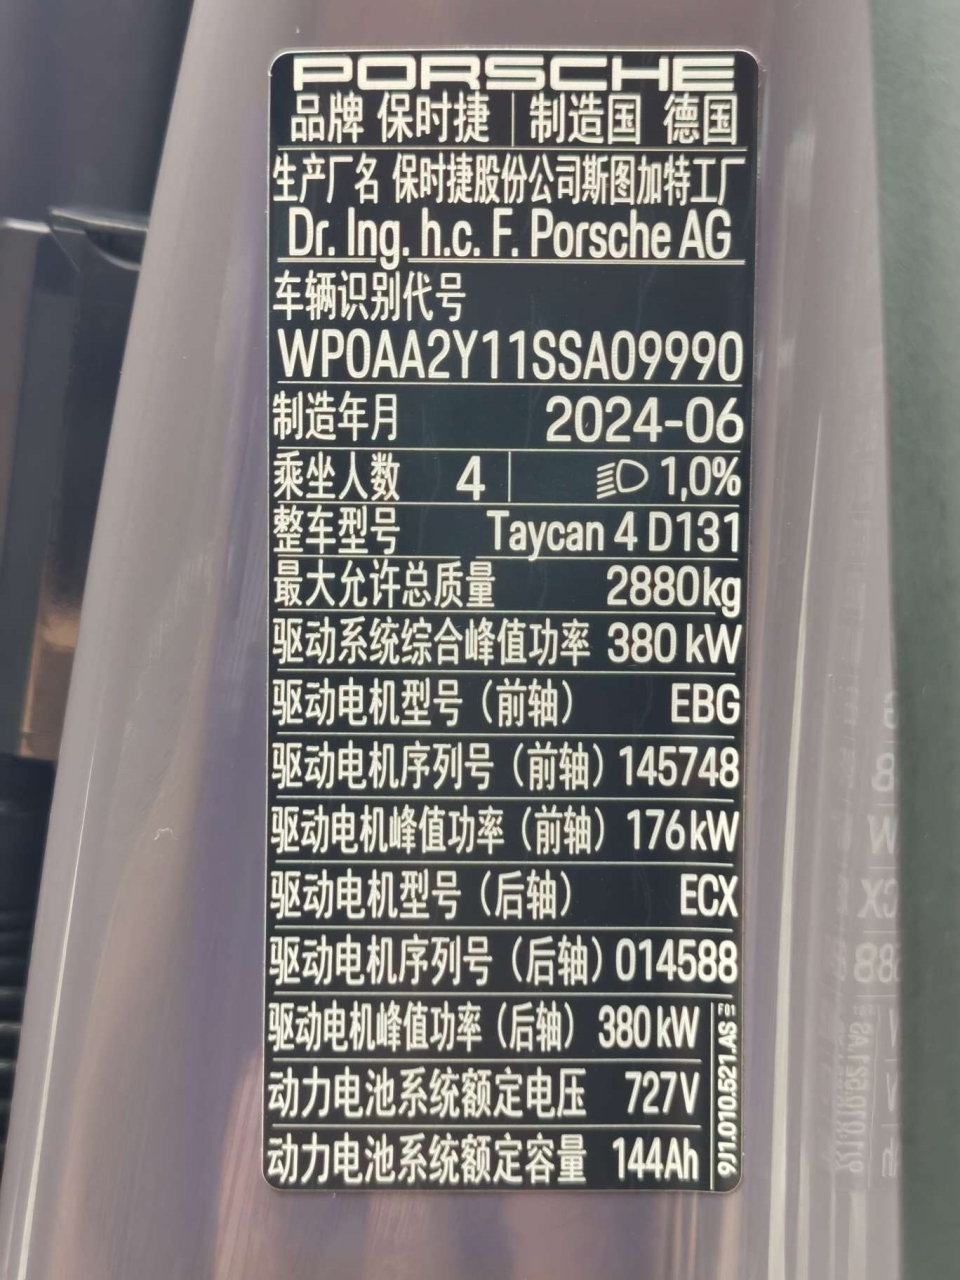 PORSCHE
品牌 保时捷 制造国 德国
生产厂名 保时捷股份公司斯图加特工厂
Dr. Ing. h.c. F. Porsche AG
车辆识别代号
WP0AA2Y11SSA09990
制造年月 2024-06
乘坐人数 4 1,0%
整车型号 Taycan 4 D131
最大允许总质量 2880kg
驱动系统综合峰值功率 380 kW
驱动电机型号（前轴） EBG
驱动电机序列号（前轴） 145748
驱动电机峰值功率（前轴） 176kW
驱动电机型号（后轴） ECX
驱动电机序列号（后轴） 014588
驱动电机峰值功率（后轴） 380 kW
动力电池系统额定电压 727V
动力电池系统额定容量 144Ah
9J1.010.521.AS F01